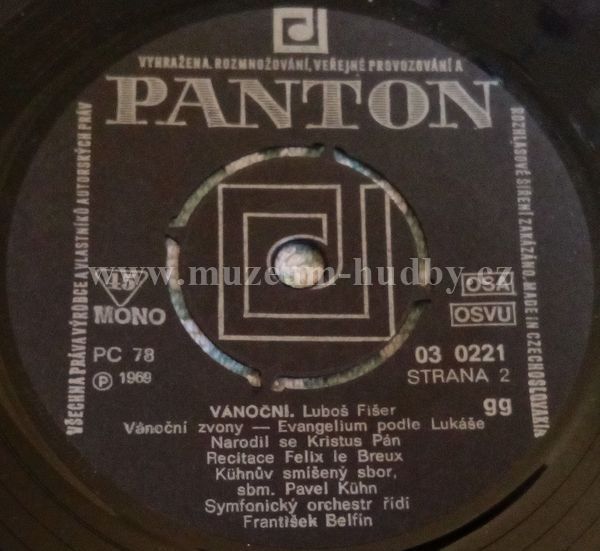 VYHRAŽENA. ROZMNOŽOVÁNÍ, VEŘEJNÉ PROVOZOVÁNÍ A
PANTON
VŠECHNA PRÁVA VÝROBCE A VLASTNÍKŮ AUTORSKÝCH PRÁV
ROZHLASOVÉ ŠÍŘENÍ ZAKÁZÁNO. MADE IN CZECHOSLOVAKIA
www.muzeum-hudby.cz
45
MONO
OSA
OSVU
PC 78
03 0221
Ⓟ 1969
STRANA 2
VÁNOČNÍ. Luboš Fišer
gg
Vánoční zvony — Evangelium podle Lukáše
Narodil se Kristus Pán
Recitace Felix le Breux
Kühnův smíšený sbor,
sbm. Pavel Kühn
Symfonický orchestr řídí
František Belfín